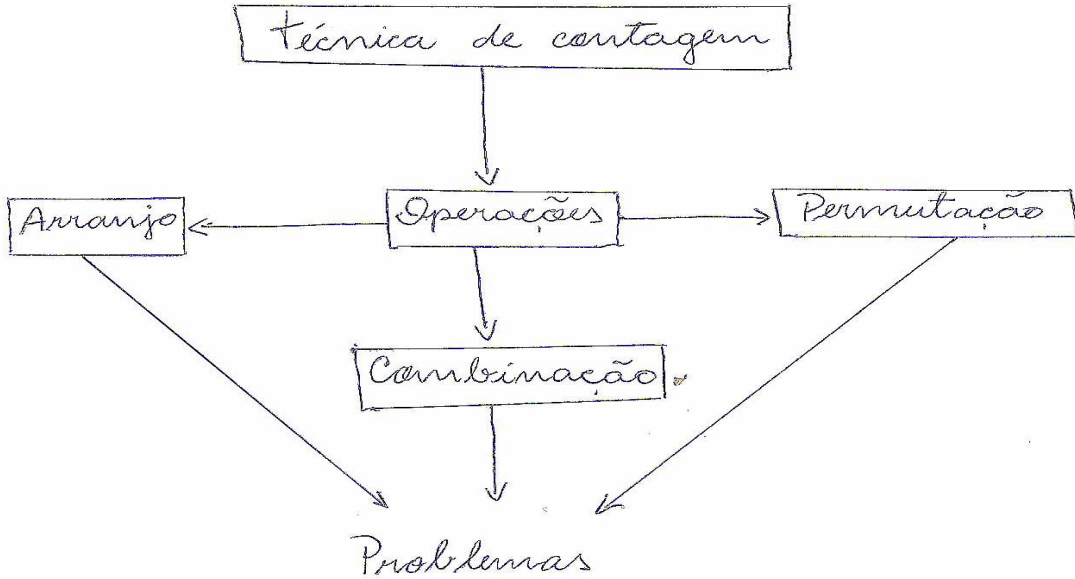 Técnica de contagem
Arranjo
Operações
Permutação
Combinação
Problemas